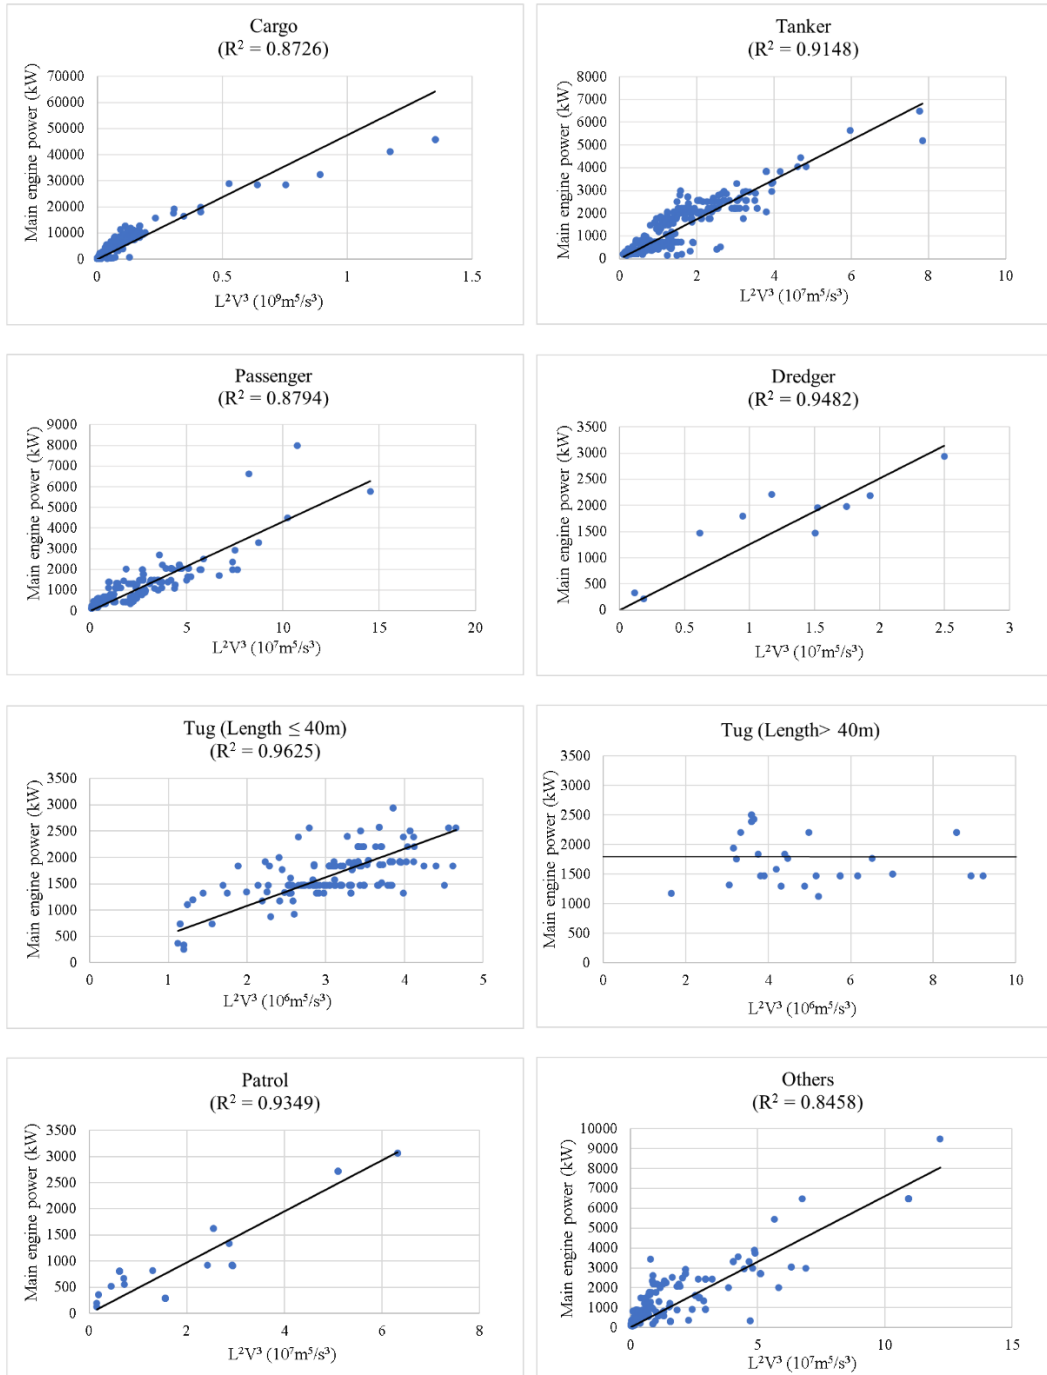 Cargo
(R² = 0.8726)
Main engine power (kW)
70000
60000
50000
40000
30000
20000
10000
0
0 0.5 1 1.5
L²V³ (10⁹m⁵/s³)
Tanker
(R² = 0.9148)
Main engine power (kW)
8000
7000
6000
5000
4000
3000
2000
1000
0
0 2 4 6 8 10
L²V³ (10⁷m⁵/s³)
Passenger
(R² = 0.8794)
Main engine power (kW)
9000
8000
7000
6000
5000
4000
3000
2000
1000
0
0 5 10 15 20
L²V³ (10⁷m⁵/s³)
Dredger
(R² = 0.9482)
Main engine power (kW)
3500
3000
2500
2000
1500
1000
500
0
0 0.5 1 1.5 2 2.5 3
L²V³ (10⁷m⁵/s³)
Tug (Length ≤ 40m)
(R² = 0.9625)
Main engine power (kW)
3500
3000
2500
2000
1500
1000
500
0
0 1 2 3 4 5
L²V³ (10⁶m⁵/s³)
Tug (Length> 40m)
Main engine power (kW)
3500
3000
2500
2000
1500
1000
500
0
0 2 4 6 8 10
L²V³ (10⁶m⁵/s³)
Patrol
(R² = 0.9349)
Main engine power (kW)
3500
3000
2500
2000
1500
1000
500
0
0 2 4 6 8
L²V³ (10⁷m⁵/s³)
Others
(R² = 0.8458)
Main engine power (kW)
10000
9000
8000
7000
6000
5000
4000
3000
2000
1000
0
0 5 10 15
L²V³ (10⁷m⁵/s³)